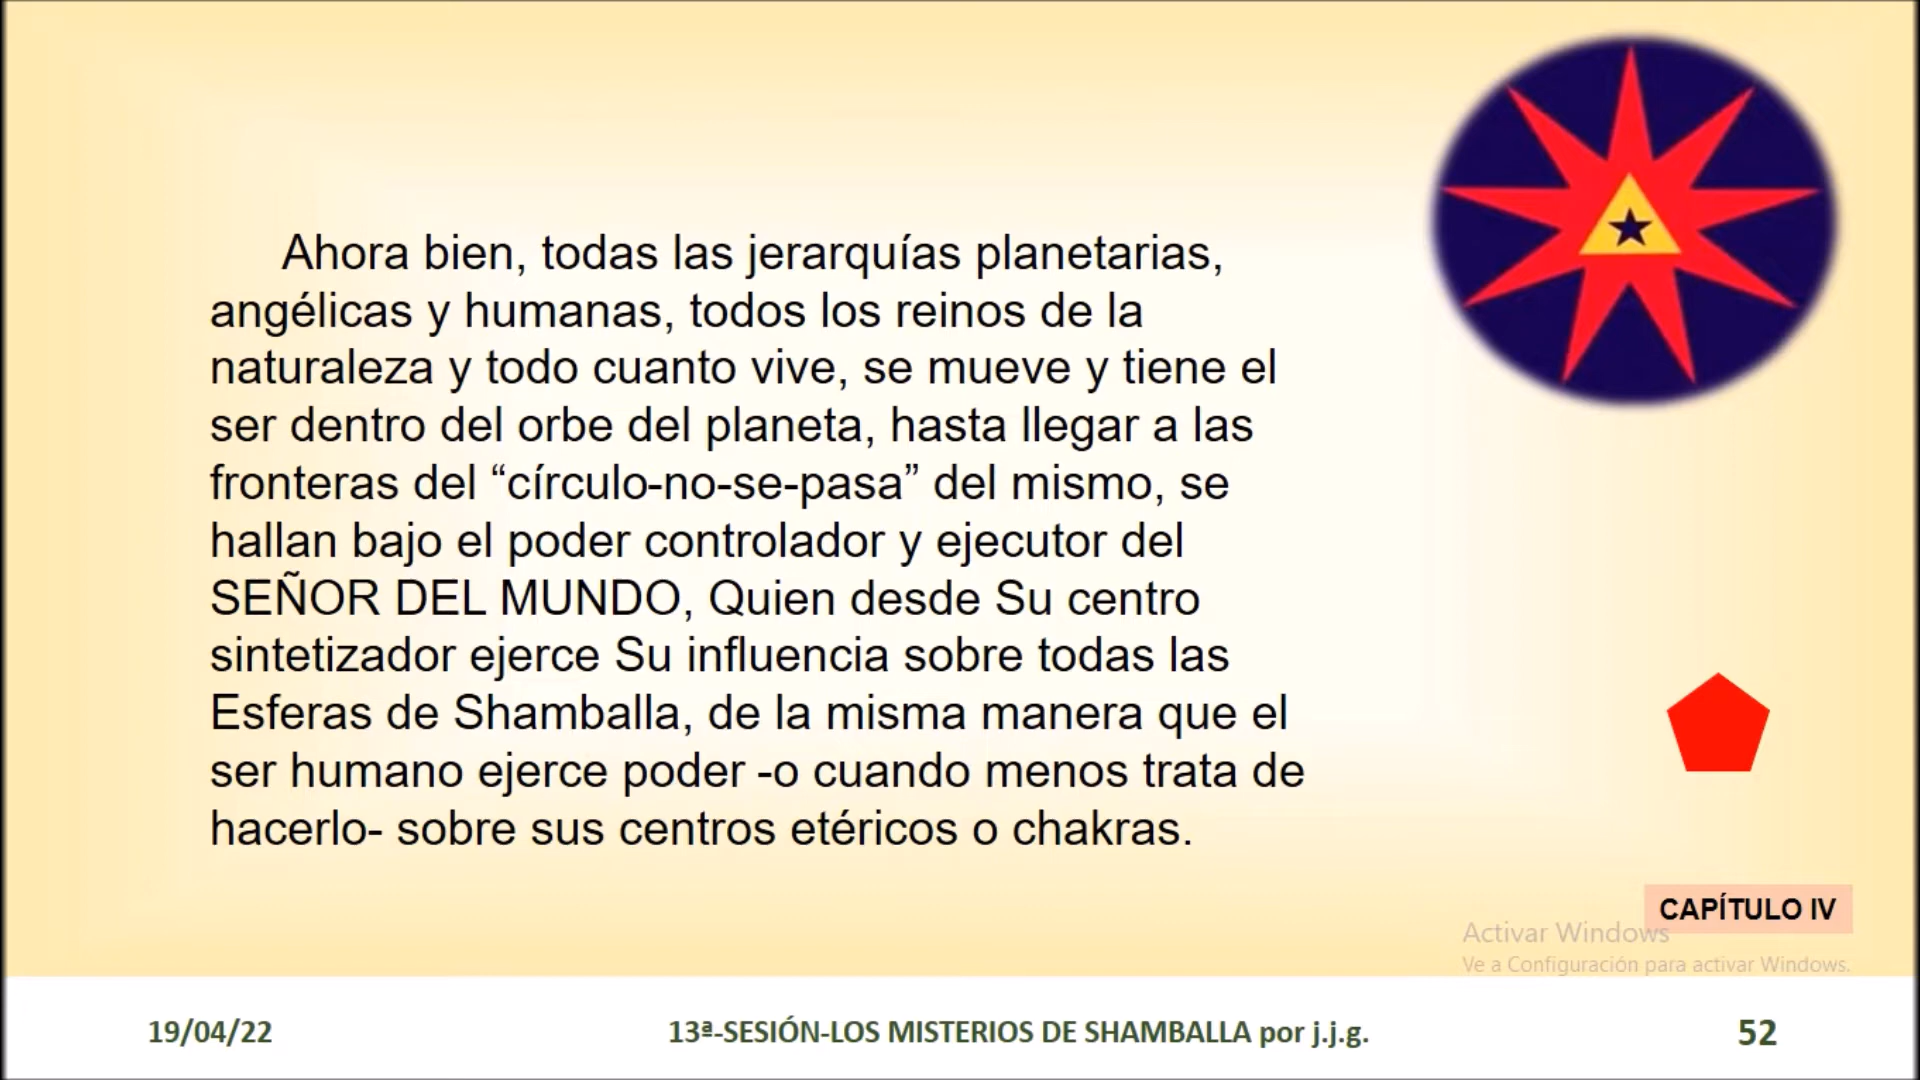 Ahora bien, todas las jerarquías planetarias,
angélicas y humanas, todos los reinos de la
naturaleza y todo cuanto vive, se mueve y tiene el
ser dentro del orbe del planeta, hasta llegar a las
fronteras del “círculo-no-se-pasa” del mismo, se
hallan bajo el poder controlador y ejecutor del
SEÑOR DEL MUNDO, Quien desde Su centro
sintetizador ejerce Su influencia sobre todas las
Esferas de Shamballa, de la misma manera que el
ser humano ejerce poder -o cuando menos trata de
hacerlo- sobre sus centros etéricos o chakras.
CAPÍTULO IV
Activar Windows
Ve a Configuración para activar Windows.
19/04/22
13ª-SESIÓN-LOS MISTERIOS DE SHAMBALLA por j.j.g.
52